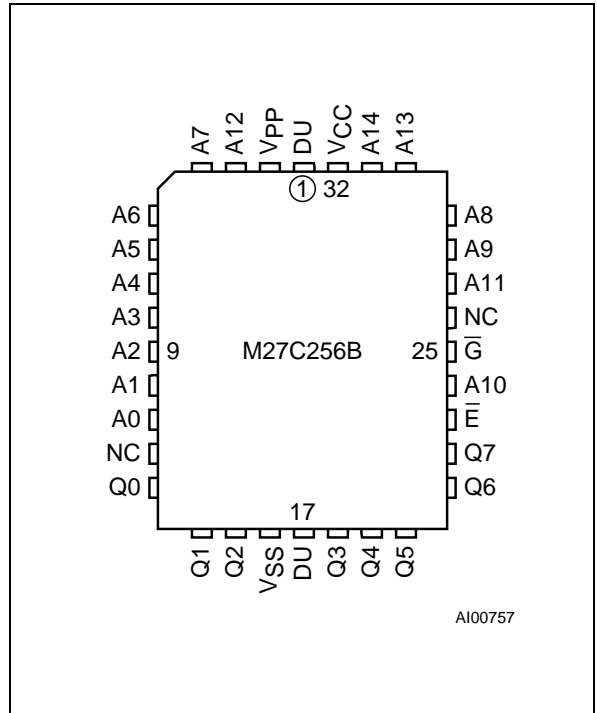 A7 A12 VPP DU VCC A14 A13
① 32
A6 A8
A5 A9
A4 A11
A3 NC
A2 9 M27C256B 25 G̅
A1 A10
A0 E̅
NC Q7
Q0 Q6
17
Q1 Q2 VSS DU Q3 Q4 Q5
AI00757